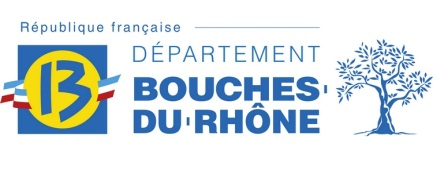 République française
13
DÉPARTEMENT
BOUCHES-
DU-RHÔNE